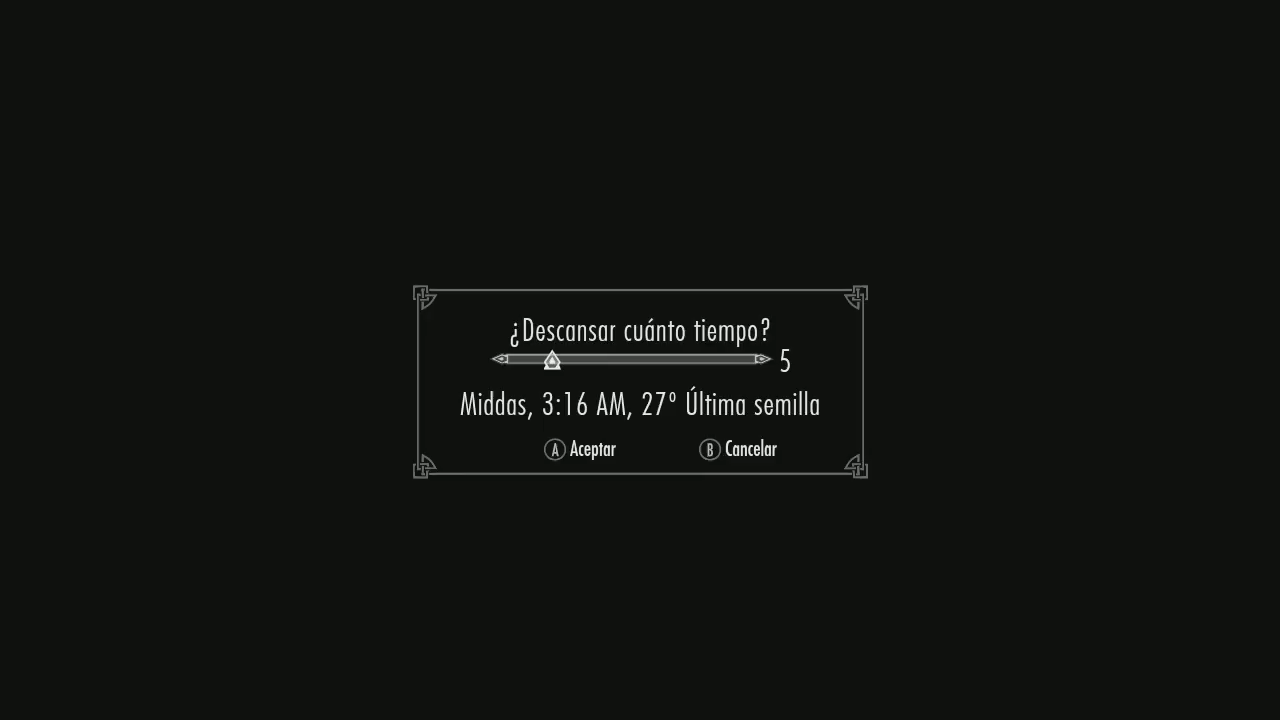 ¿Descansar cuánto tiempo?
5
Middas, 3:16 AM, 27º Última semilla
A Aceptar B Cancelar